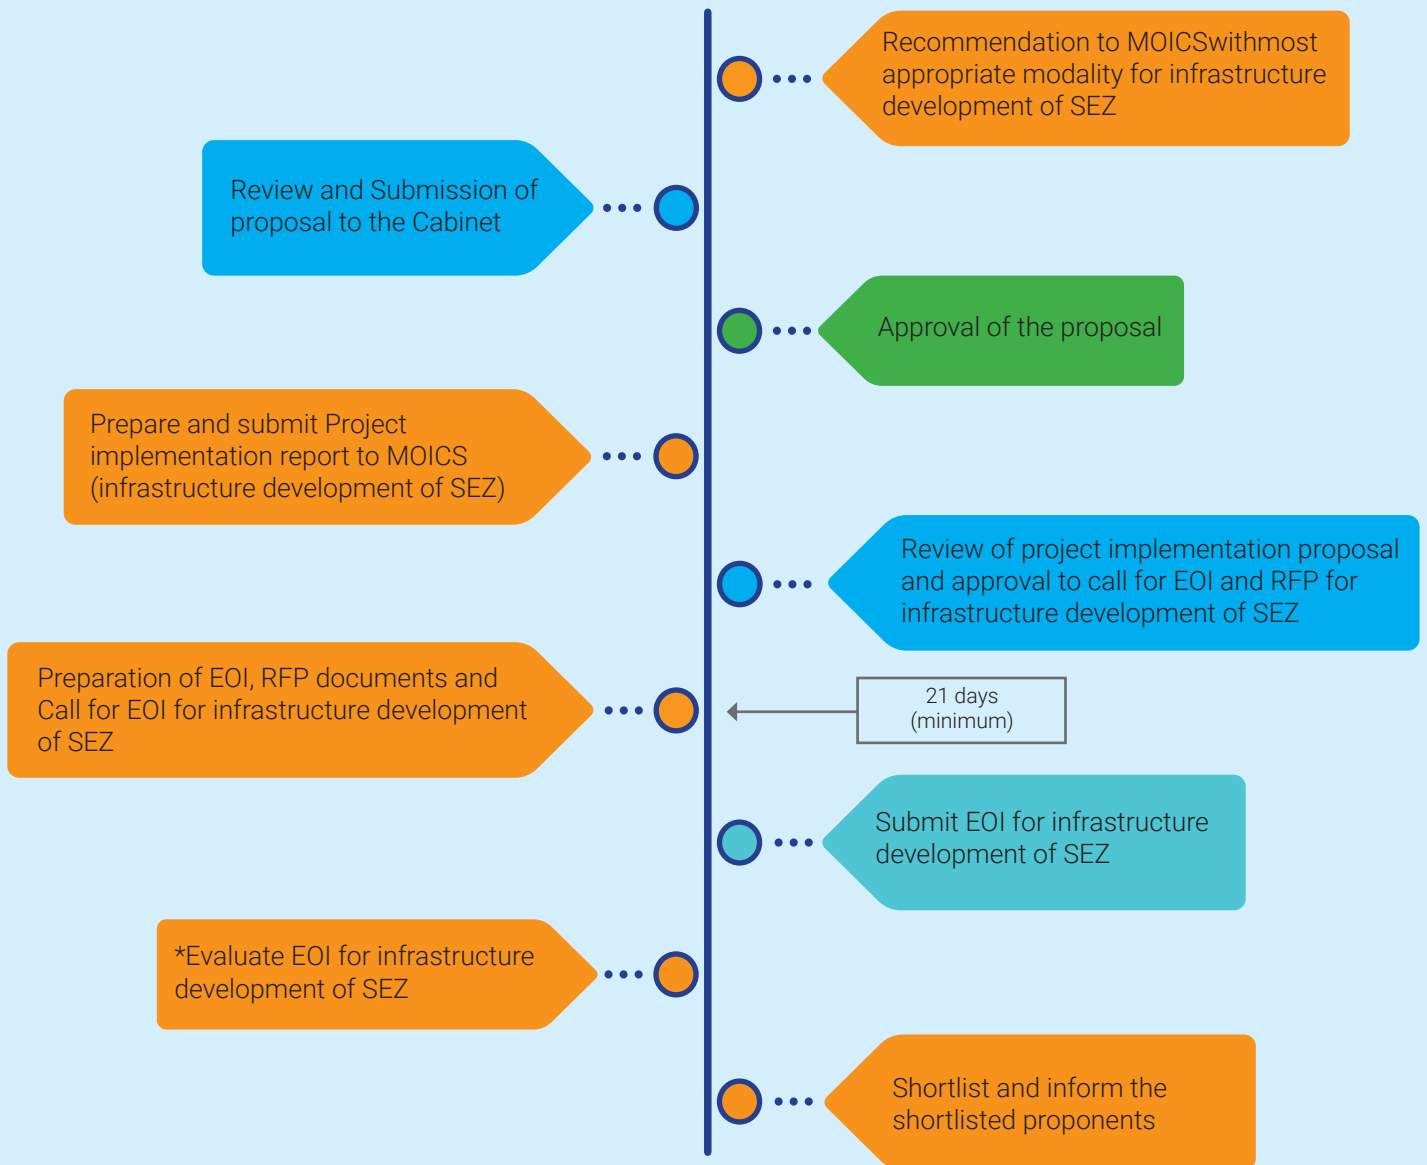 Recommendation to MOICSwithmost
appropriate modality for infrastructure
development of SEZ
Review and Submission of
proposal to the Cabinet
Approval of the proposal
Prepare and submit Project
implementation report to MOICS
(infrastructure development of SEZ)
Review of project implementation proposal
and approval to call for EOI and RFP for
infrastructure development of SEZ
Preparation of EOI, RFP documents and
Call for EOI for infrastructure development
of SEZ
21 days
(minimum)
Submit EOI for infrastructure
development of SEZ
*Evaluate EOI for infrastructure
development of SEZ
Shortlist and inform the
shortlisted proponents